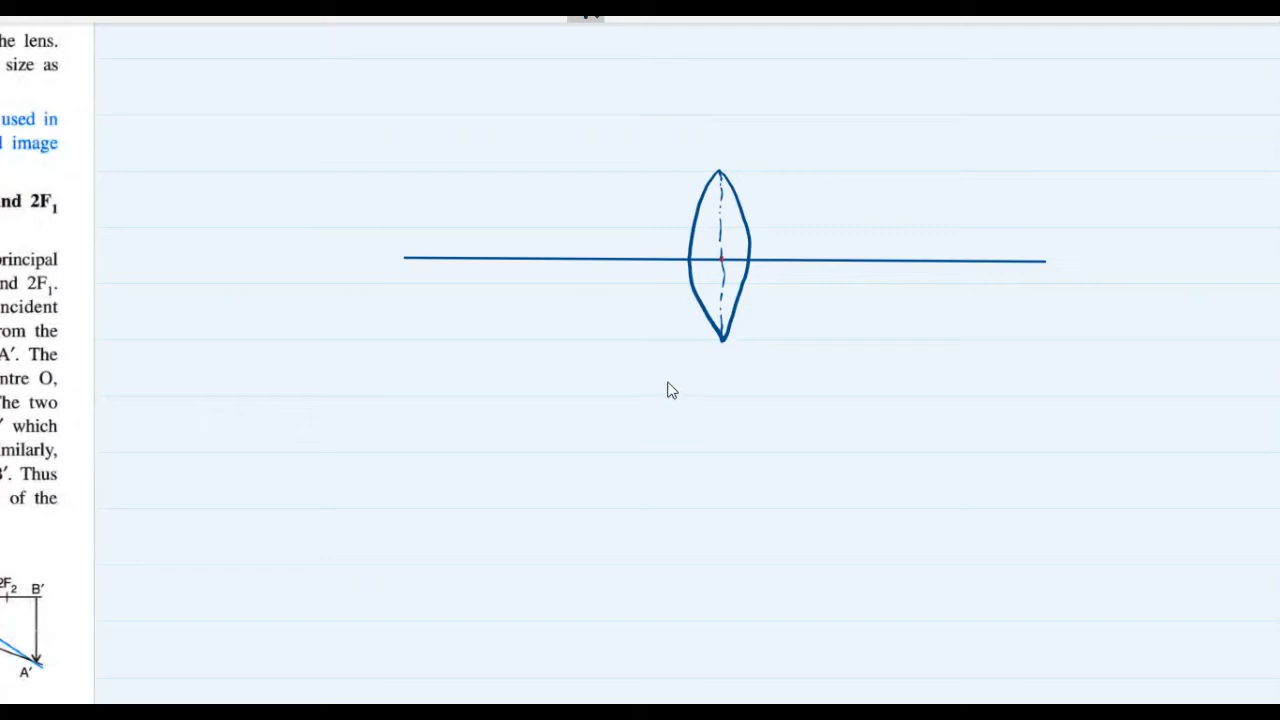 he lens.
size as
used in
image
nd 2F₁
rincipal
nd 2F₁.
ncident
rom the
A′. The
ntre O,
he two
′ which
milarly,
′. Thus
of the
2F₂ B′
A′